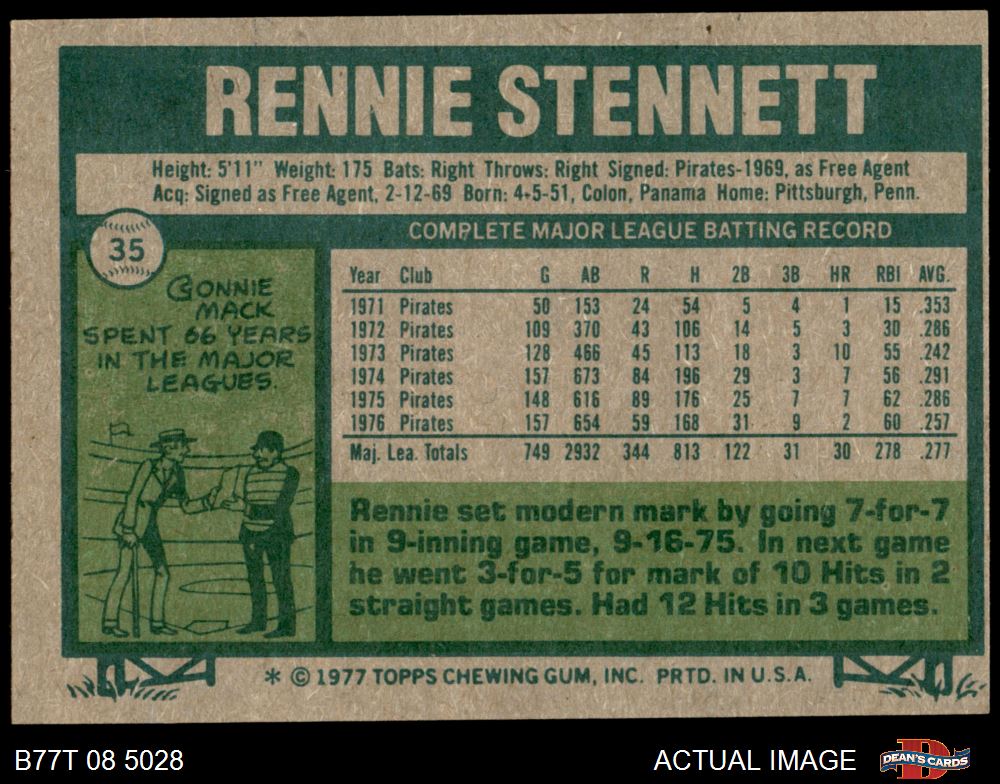 RENNIE STENNETT
Height: 5'11" Weight: 175 Bats: Right Throws: Right Signed: Pirates-1969, as Free Agent
Acq: Signed as Free Agent, 2-12-69 Born: 4-5-51, Colon, Panama Home: Pittsburgh, Penn.
35
CONNIE
MACK
SPENT 66 YEARS
IN THE MAJOR
LEAGUES.
COMPLETE MAJOR LEAGUE BATTING RECORD
Year Club G AB R H 2B 3B HR RBI AVG.
1971 Pirates 50 153 24 54 5 4 1 15 .353
1972 Pirates 109 370 43 106 14 5 3 30 .286
1973 Pirates 128 466 45 113 18 3 10 55 .242
1974 Pirates 157 673 84 196 29 3 7 56 .291
1975 Pirates 148 616 89 176 25 7 7 62 .286
1976 Pirates 157 654 59 168 31 9 2 60 .257
Maj. Lea. Totals 749 2932 344 813 122 31 30 278 .277
Rennie set modern mark by going 7-for-7
in 9-inning game, 9-16-75. In next game
he went 3-for-5 for mark of 10 Hits in 2
straight games. Had 12 Hits in 3 games.
* © 1977 TOPPS CHEWING GUM, INC. PRTD. IN U.S.A.
B77T 08 5028
ACTUAL IMAGE
D
DEAN'S CARDS